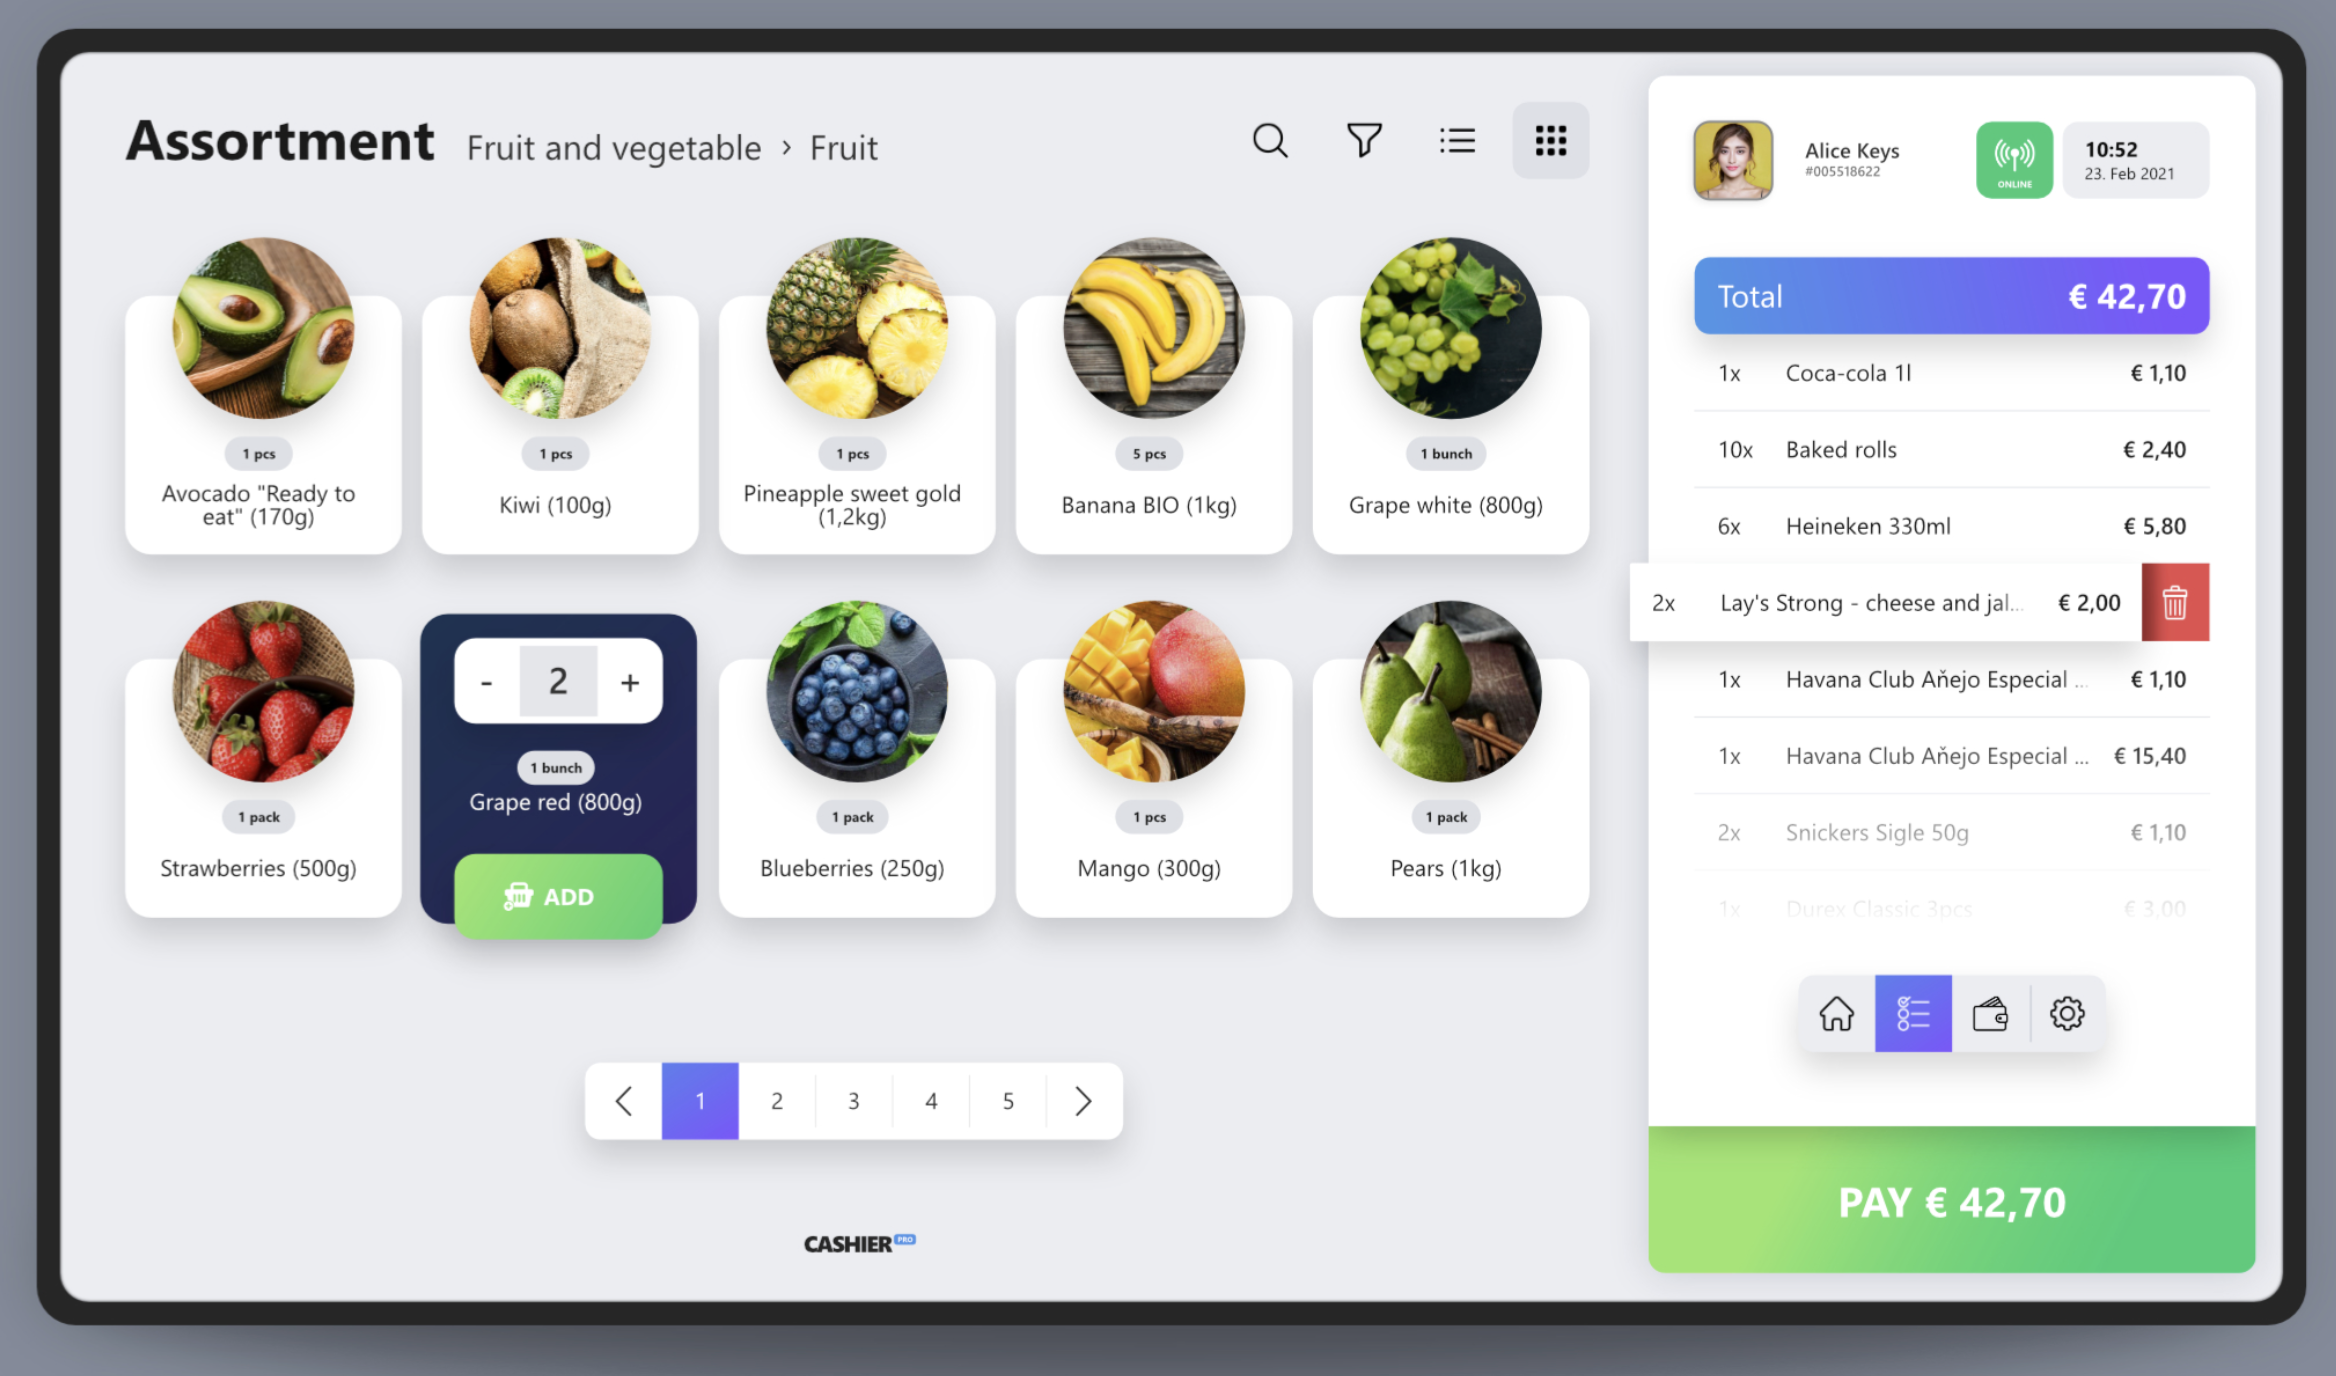 Assortment
Fruit and vegetable › Fruit
1 pcs
Avocado "Ready to
eat" (170g)
1 pcs
Kiwi (100g)
1 pcs
Pineapple sweet gold
(1,2kg)
5 pcs
Banana BIO (1kg)
1 bunch
Grape white (800g)
1 pack
Strawberries (500g)
- 2 +
1 bunch
Grape red (800g)
ADD
1 pack
Blueberries (250g)
1 pcs
Mango (300g)
1 pack
Pears (1kg)
1 2 3 4 5
CASHIER PRO
Alice Keys
#005518622
ONLINE
10:52
23. Feb 2021
Total € 42,70
1x Coca-cola 1l € 1,10
10x Baked rolls € 2,40
6x Heineken 330ml € 5,80
2x Lay's Strong - cheese and jal... € 2,00
1x Havana Club Aňejo Especial ... € 1,10
1x Havana Club Aňejo Especial ... € 15,40
2x Snickers Sigle 50g € 1,10
1x Durex Classic 3pcs € 3,00
PAY € 42,70